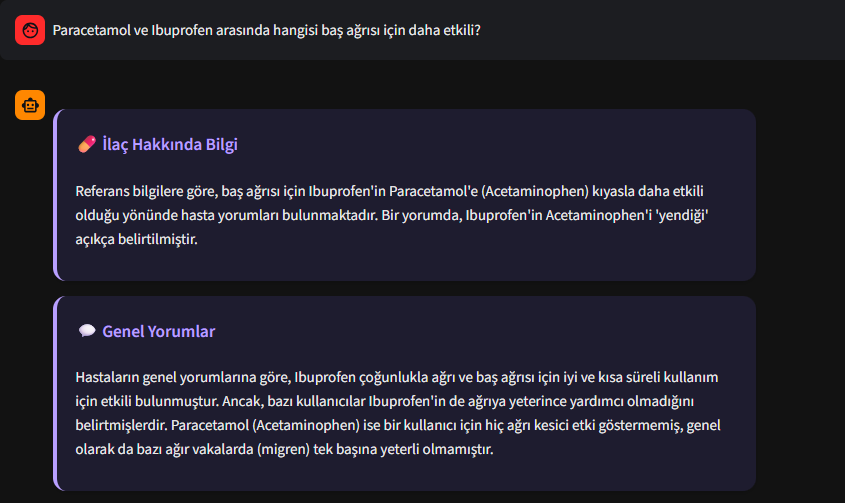 Paracetamol ve Ibuprofen arasında hangisi baş ağrısı için daha etkili?
İlaç Hakkında Bilgi
Referans bilgilere göre, baş ağrısı için Ibuprofen'in Paracetamol'e (Acetaminophen) kıyasla daha etkili
olduğu yönünde hasta yorumları bulunmaktadır. Bir yorumda, Ibuprofen'in Acetaminophen'i 'yendiği'
açıkça belirtilmiştir.
Genel Yorumlar
Hastaların genel yorumlarına göre, Ibuprofen çoğunlukla ağrı ve baş ağrısı için iyi ve kısa süreli kullanım
için etkili bulunmuştur. Ancak, bazı kullanıcılar Ibuprofen'in de ağrıya yeterince yardımcı olmadığını
belirtmişlerdir. Paracetamol (Acetaminophen) ise bir kullanıcı için hiç ağrı kesici etki göstermemiş, genel
olarak da bazı ağır vakalarda (migren) tek başına yeterli olmamıştır.